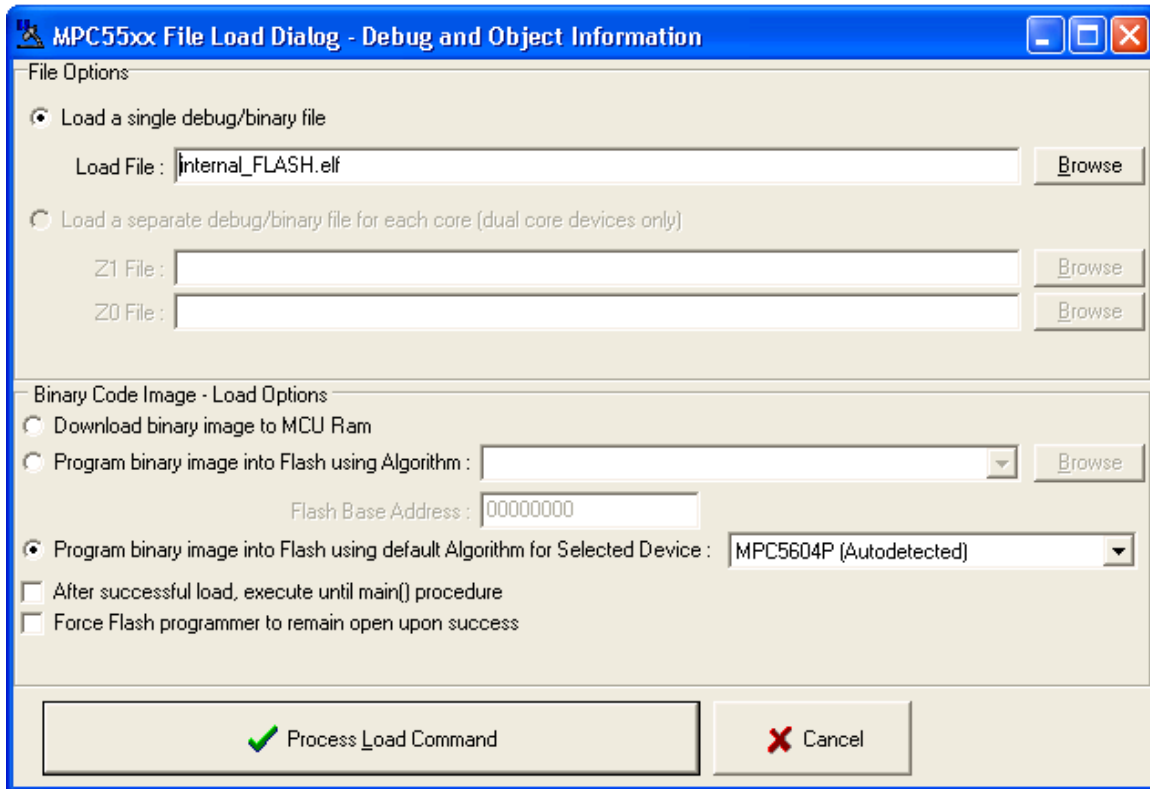 MPC55xx File Load Dialog - Debug and Object Information
File Options
Load a single debug/binary file
Load File : internal_FLASH.elf Browse
Load a separate debug/binary file for each core (dual core devices only)
Z1 File : Browse
Z0 File : Browse
Binary Code Image - Load Options
Download binary image to MCU Ram
Program binary image into Flash using Algorithm : Browse
Flash Base Address : 00000000
Program binary image into Flash using default Algorithm for Selected Device : MPC5604P (Autodetected)
After successful load, execute until main() procedure
Force Flash programmer to remain open upon success
Process Load Command Cancel